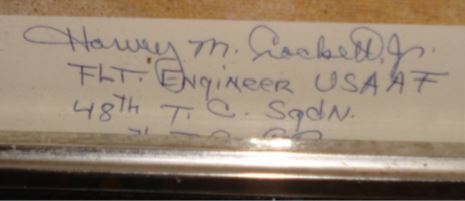 Harvey M. Crockett, Jr.
FLT. ENGINEER USAAF
48TH T. C. SqdN.